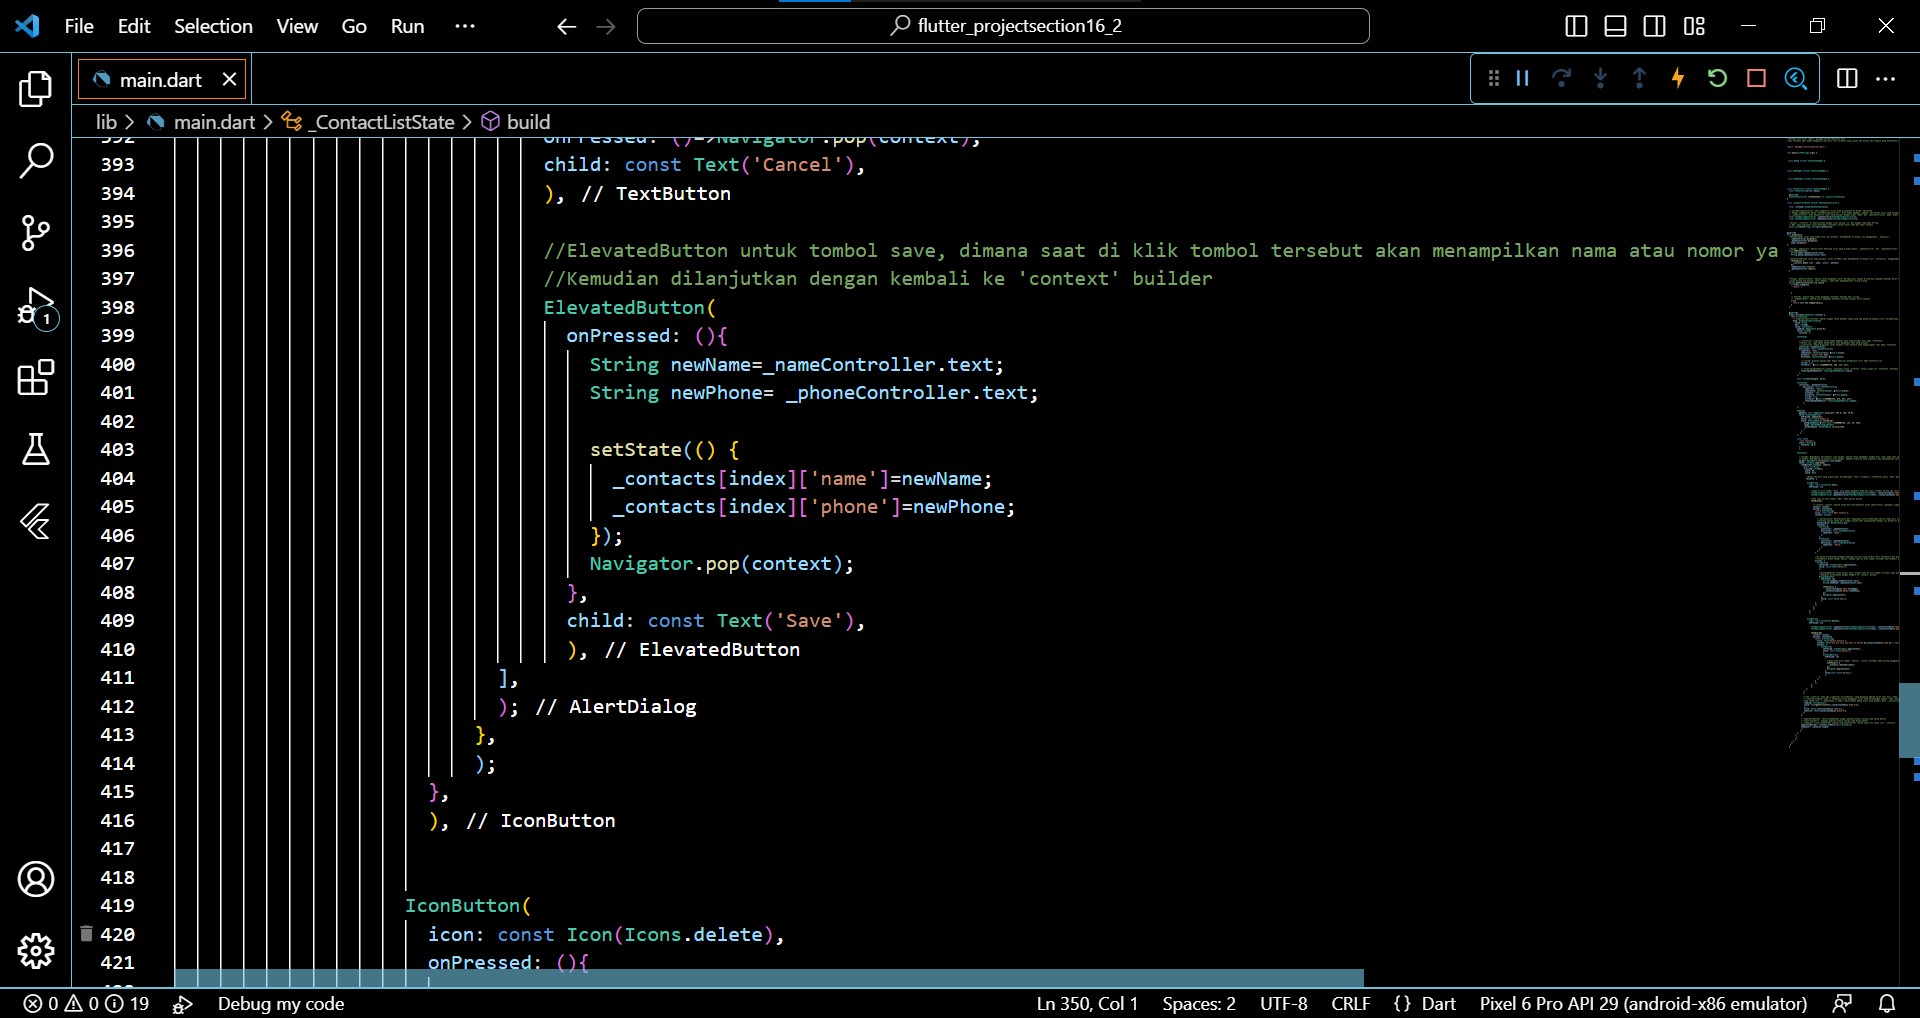 File Edit Selection View Go Run ···
flutter_projectsection16_2
main.dart
lib > main.dart > _ContactListState > build
392 onPressed: ()=>Navigator.pop(context),
393 child: const Text('Cancel'),
394 ), // TextButton
395
396 //ElevatedButton untuk tombol save, dimana saat di klik tombol tersebut akan menampilkan nama atau nomor ya
397 //Kemudian dilanjutkan dengan kembali ke 'context' builder
398 ElevatedButton(
399 onPressed: (){
400 String newName=_nameController.text;
401 String newPhone= _phoneController.text;
402
403 setState(() {
404 _contacts[index]['name']=newName;
405 _contacts[index]['phone']=newPhone;
406 });
407 Navigator.pop(context);
408 },
409 child: const Text('Save'),
410 ), // ElevatedButton
411 ],
412 ); // AlertDialog
413 },
414 );
415 },
416 ), // IconButton
417
418
419 IconButton(
420 icon: const Icon(Icons.delete),
421 onPressed: (){
1
0 0 19 Debug my code Ln 350, Col 1 Spaces: 2 UTF-8 CRLF {} Dart Pixel 6 Pro API 29 (android-x86 emulator)